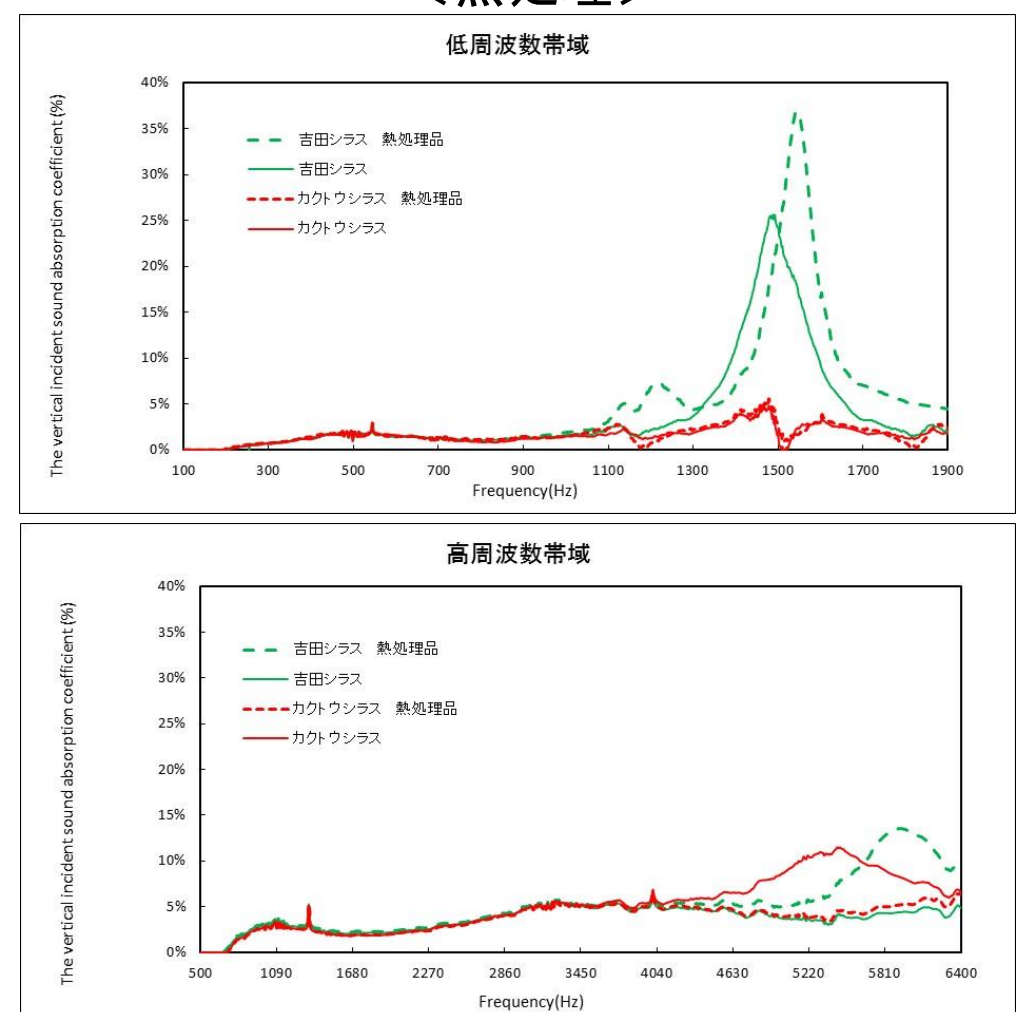 <熱処理>
低周波数帯域
The vertical incident sound absorption coefficient (%)
40%
35%
30%
25%
20%
15%
10%
5%
0%
吉田シラス 熱処理品
吉田シラス
カクトウシラス 熱処理品
カクトウシラス
100 300 500 700 900 1100 1300 1500 1700 1900
Frequency(Hz)
高周波数帯域
The vertical incident sound absorption coefficient (%)
40%
35%
30%
25%
20%
15%
10%
5%
0%
吉田シラス 熱処理品
吉田シラス
カクトウシラス 熱処理品
カクトウシラス
500 1090 1680 2270 2860 3450 4040 4630 5220 5810 6400
Frequency(Hz)